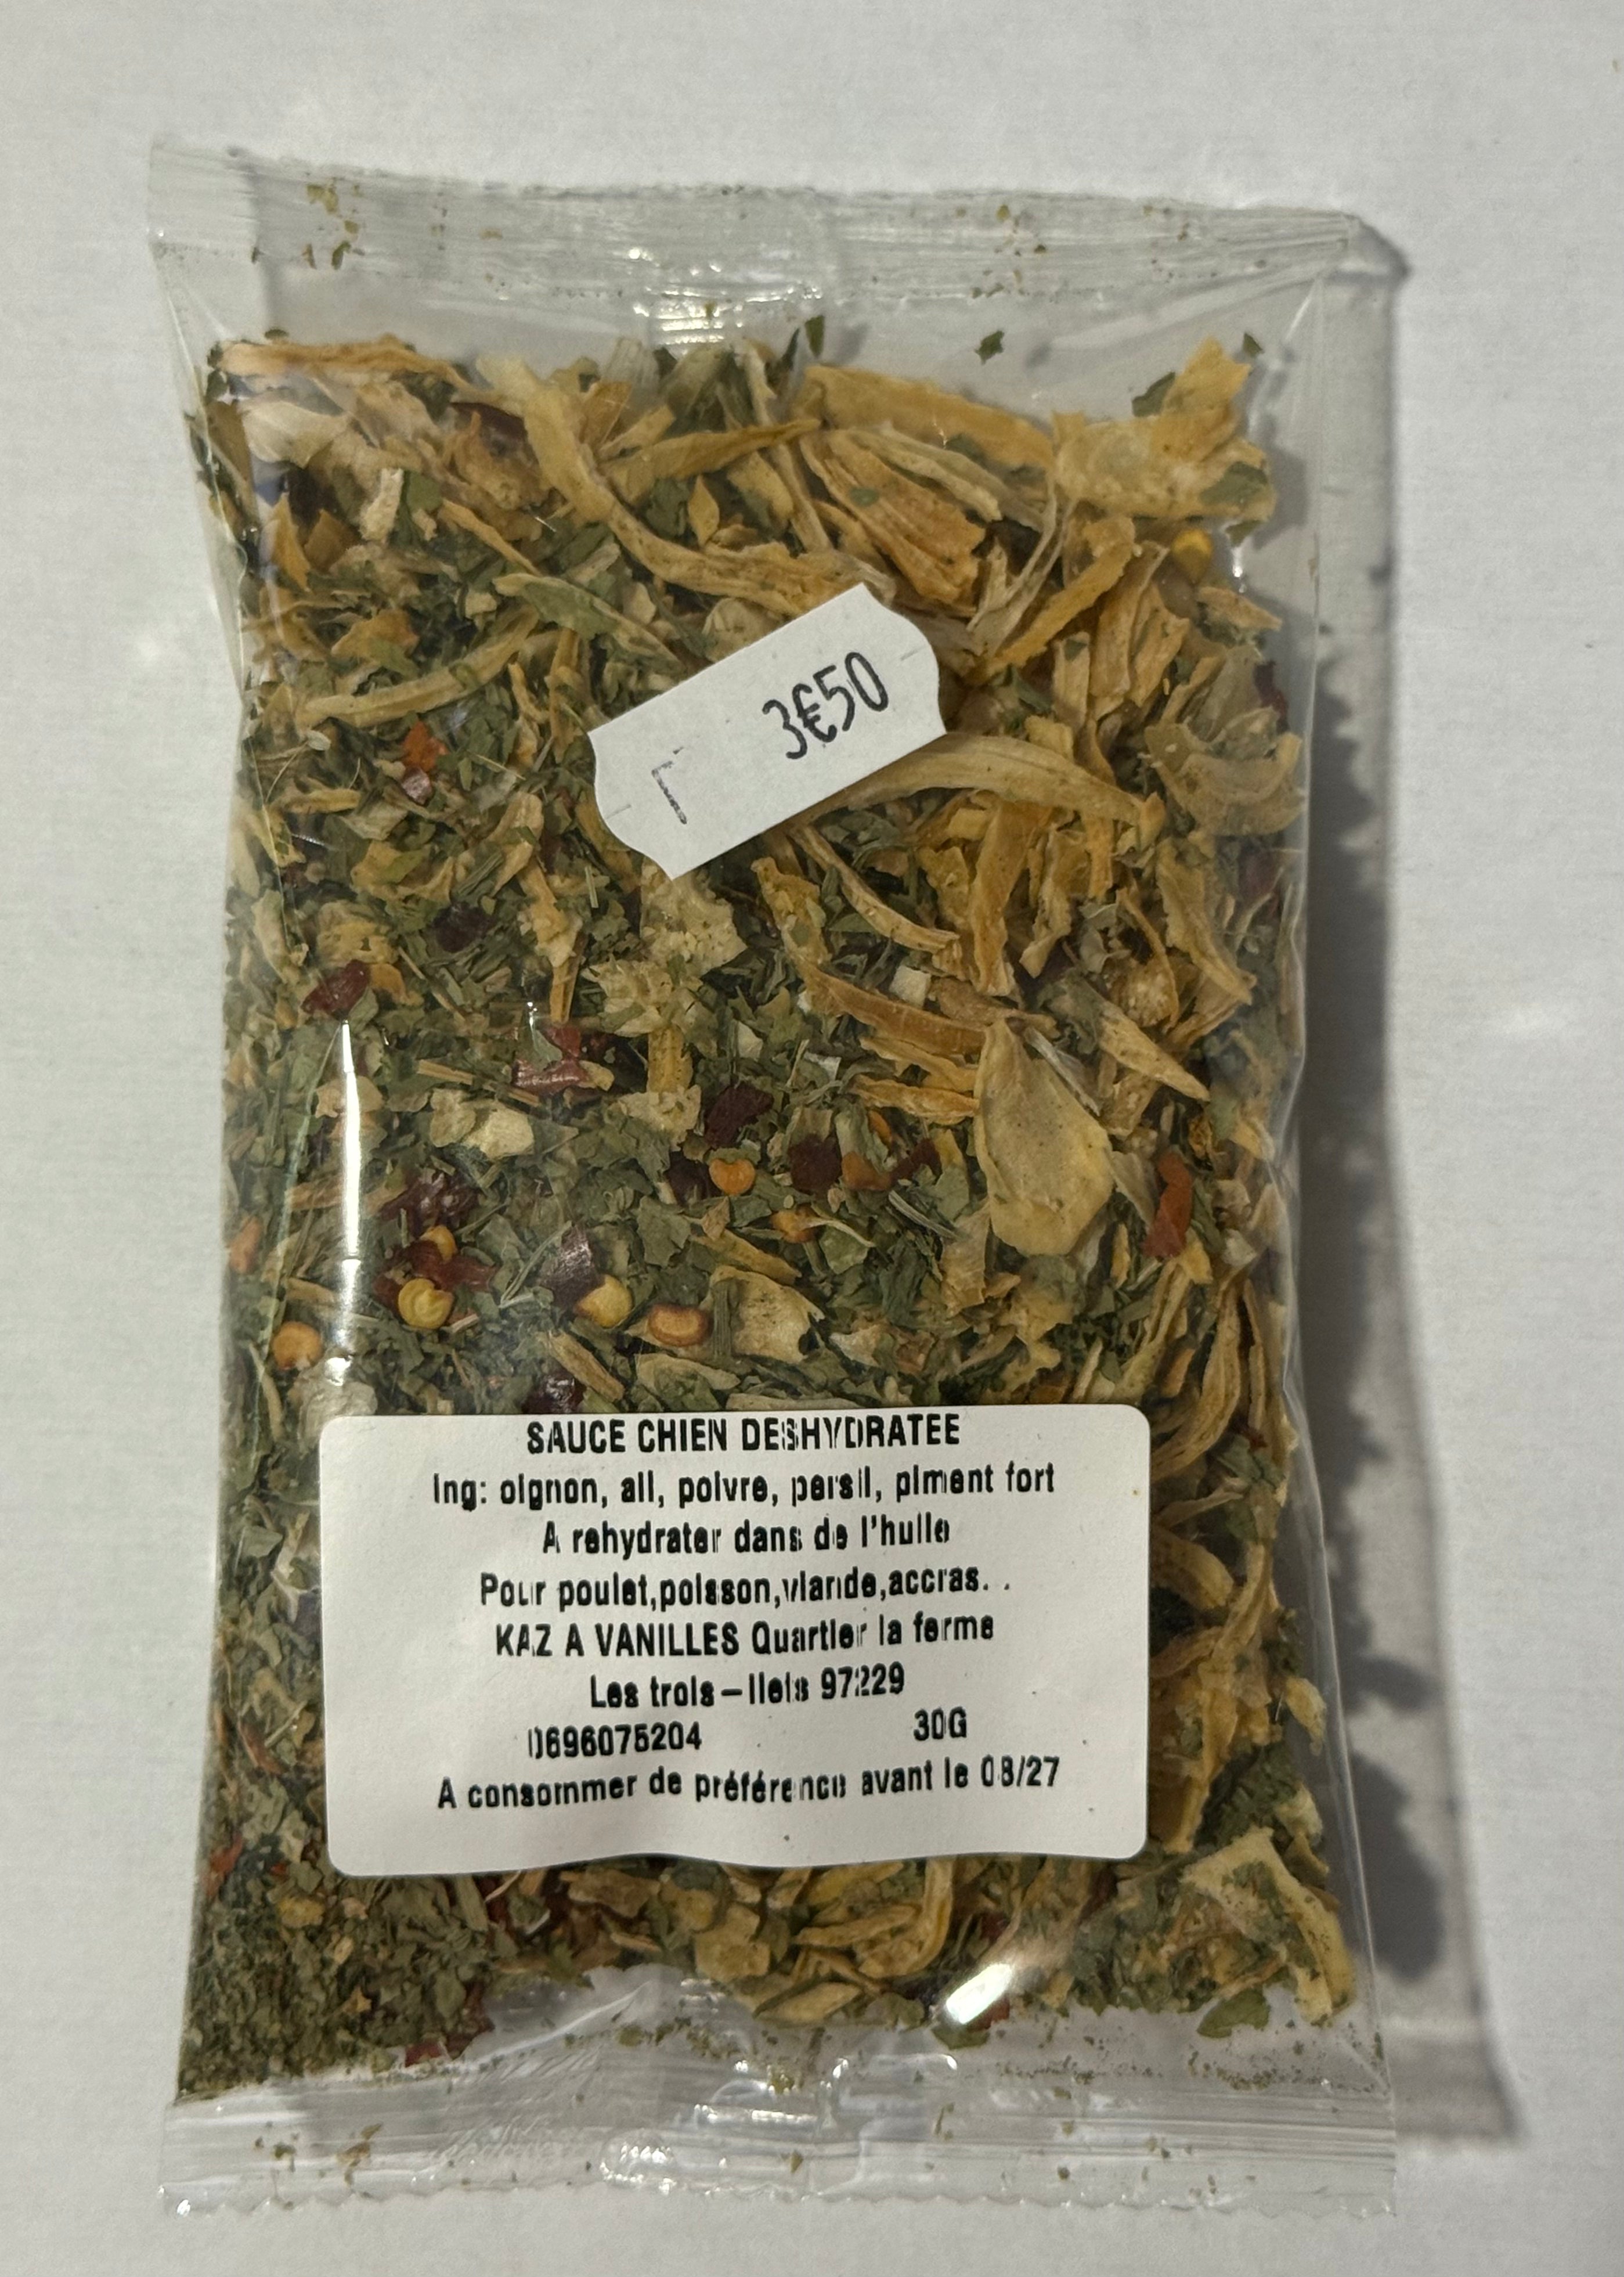 3€50
SAUCE CHIEN DESHYDRATEE
Ing: oignon, ail, poivre, persil, piment fort
A rehydrater dans de l'huile
Pour poulet,poisson,viande,accras. .
KAZ A VANILLES Quartier la ferme
Les trois-Ilets 97229
0696075204 30G
A consommer de préférence avant le 08/27